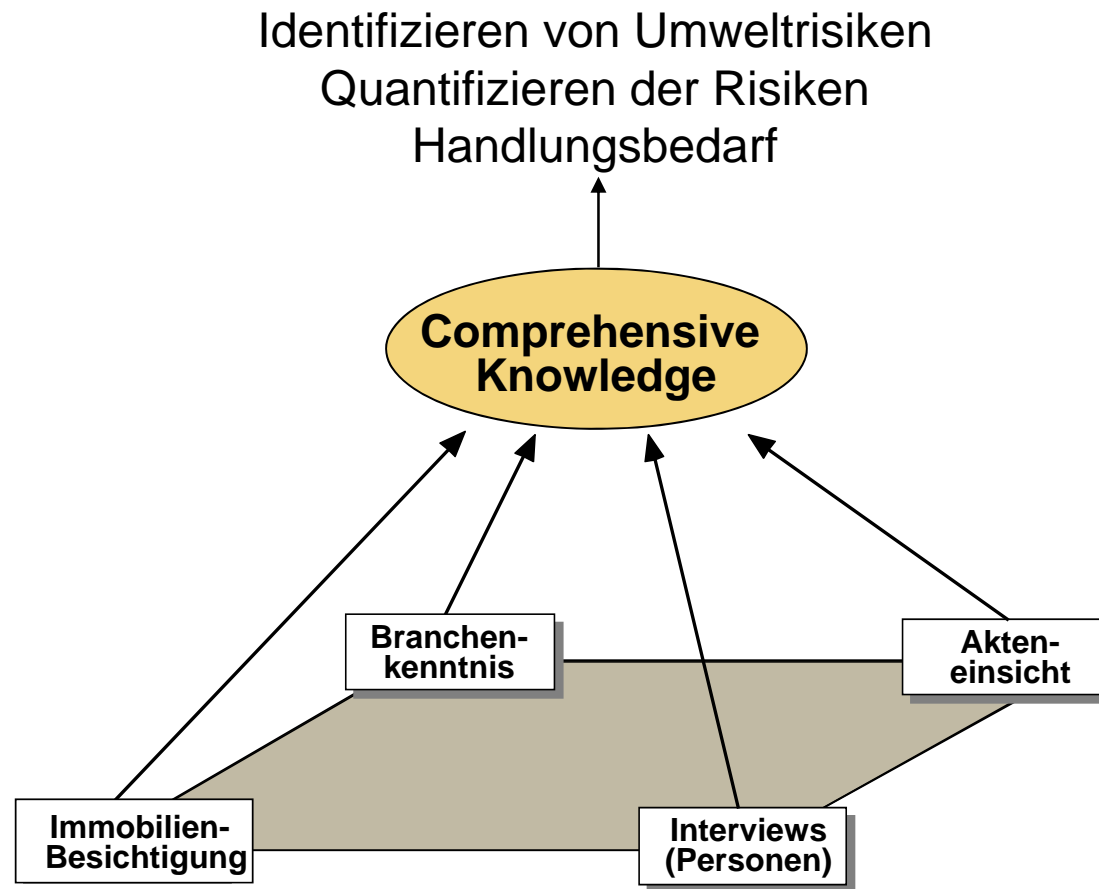 Identifizieren von Umweltrisiken
Quantifizieren der Risiken
Handlungsbedarf
Comprehensive
Knowledge
Branchen-
kenntnis
Akten-
einsicht
Immobilien-
Besichtigung
Interviews
(Personen)